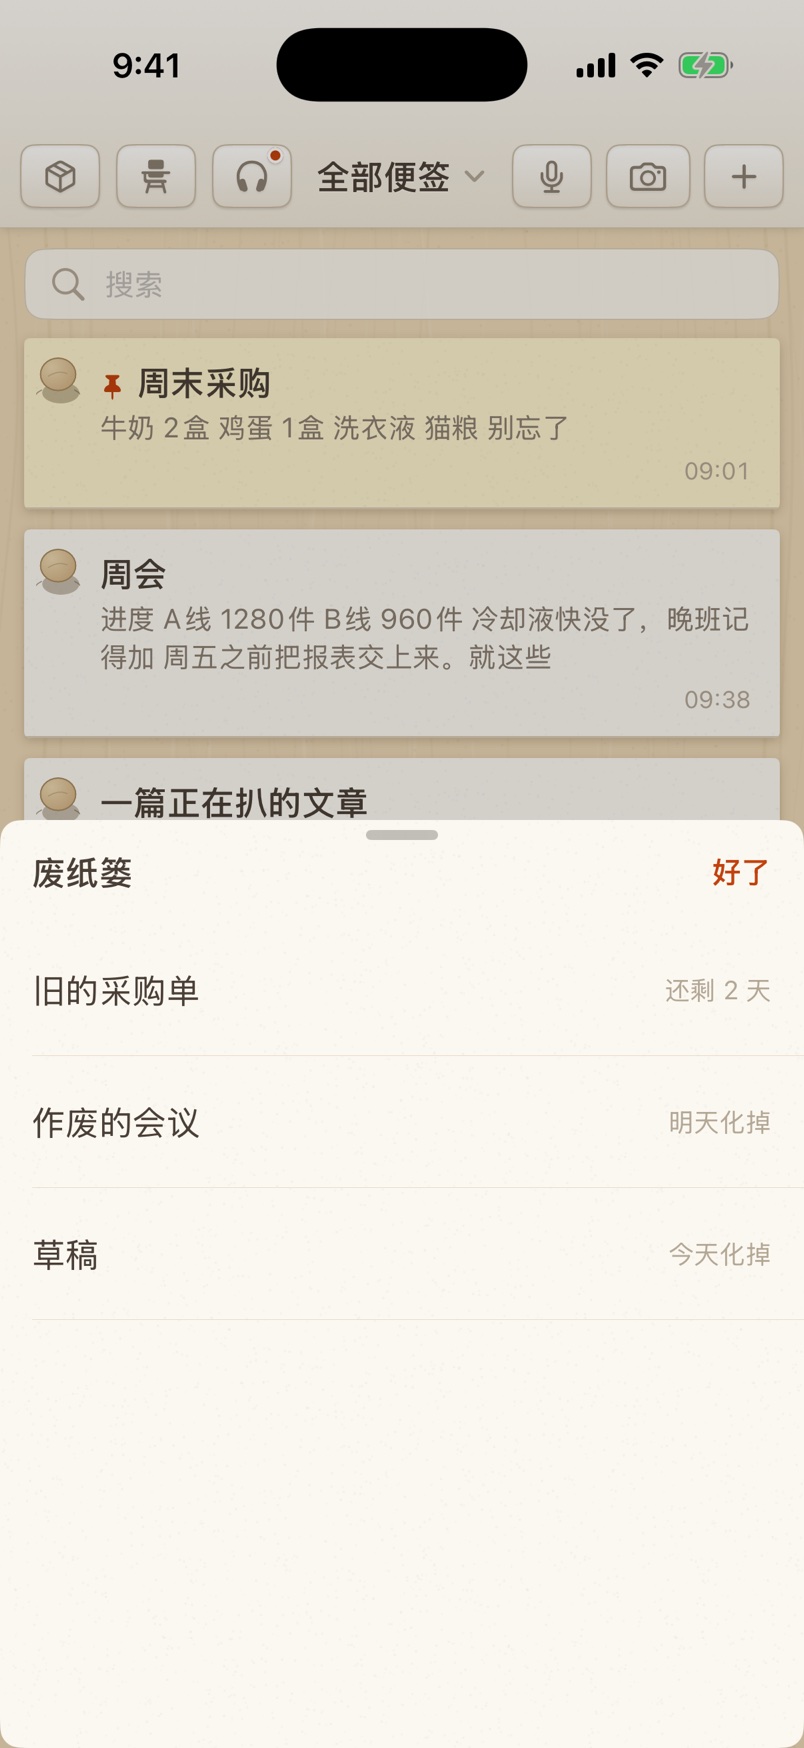 9:41
全部便签
搜索
周末采购
牛奶 2盒 鸡蛋 1盒 洗衣液 猫粮 别忘了
09:01
周会
进度 A线 1280件 B线 960件 冷却液快没了，晚班记
得加 周五之前把报表交上来。就这些
09:38
一篇正在扒的文章
废纸篓
好了
旧的采购单
还剩 2 天
作废的会议
明天化掉
草稿
今天化掉